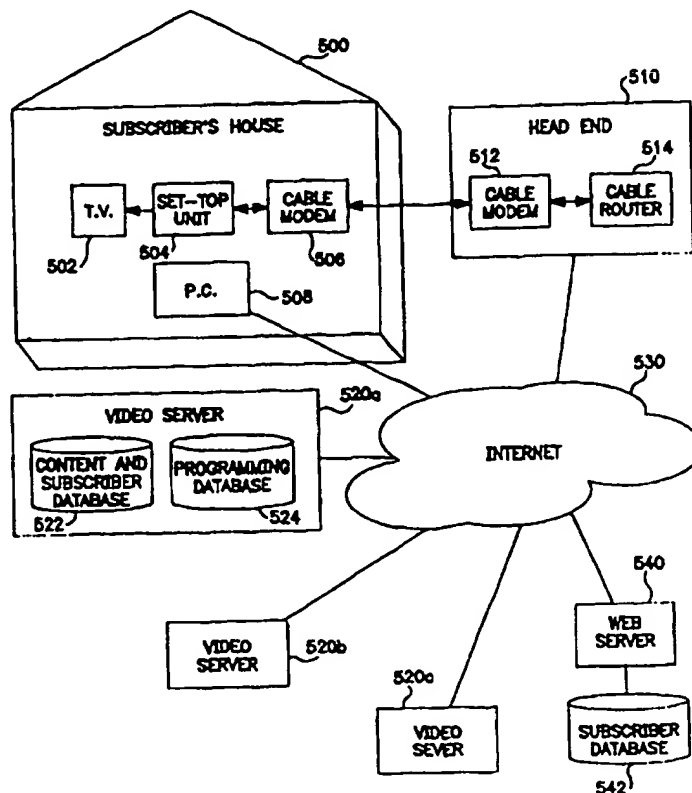 500
SUBSCRIBER'S HOUSE
T.V.
502
SET-TOP
UNIT
504
CABLE
MODEM
506
P.C.
508
510
HEAD END
512
CABLE
MODEM
514
CABLE
ROUTER
520a
VIDEO SERVER
CONTENT AND
SUBSCRIBER
DATABASE
522
PROGRAMMING
DATABASE
524
530
INTERNET
VIDEO
SERVER
520b
520c
VIDEO
SEVER
540
WEB
SERVER
SUBSCRIBER
DATABASE
542